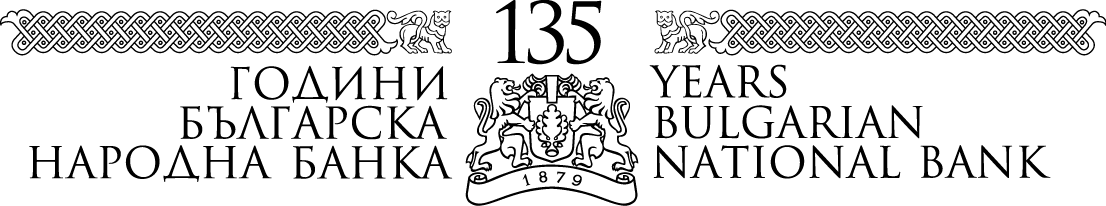 135
ГОДИНИ
БЪЛГАРСКА
НАРОДНА БАНКА
YEARS
BULGARIAN
NATIONAL BANK
1879